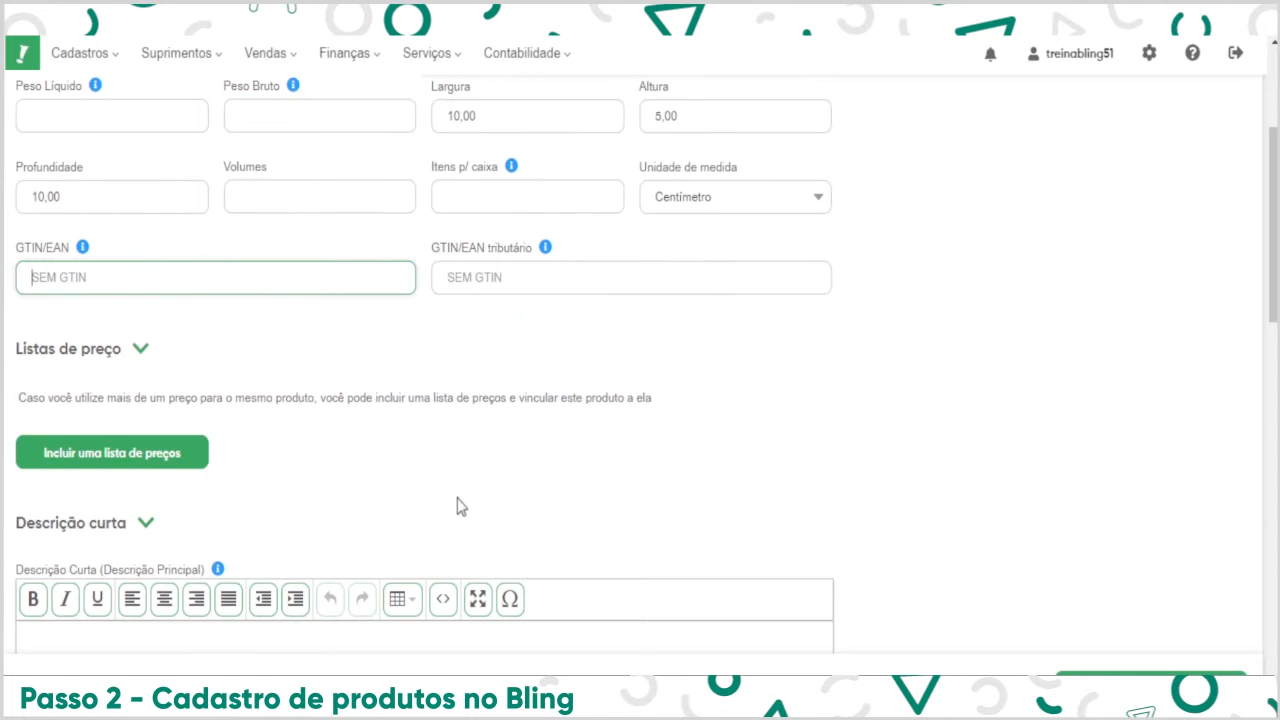 Cadastros Suprimentos Vendas Finanças Serviços Contabilidade treinabling51
Peso Líquido Peso Bruto Largura Altura
10,00 5,00
Profundidade Volumes Itens p/ caixa Unidade de medida
10,00 Centímetro
GTIN/EAN GTIN/EAN tributário
SEM GTIN SEM GTIN
Listas de preço
Caso você utilize mais de um preço para o mesmo produto, você pode incluir uma lista de preços e vincular este produto a ela
Incluir uma lista de preços
Descrição curta
Descrição Curta (Descrição Principal)
B I U Ω
Passo 2 - Cadastro de produtos no Bling